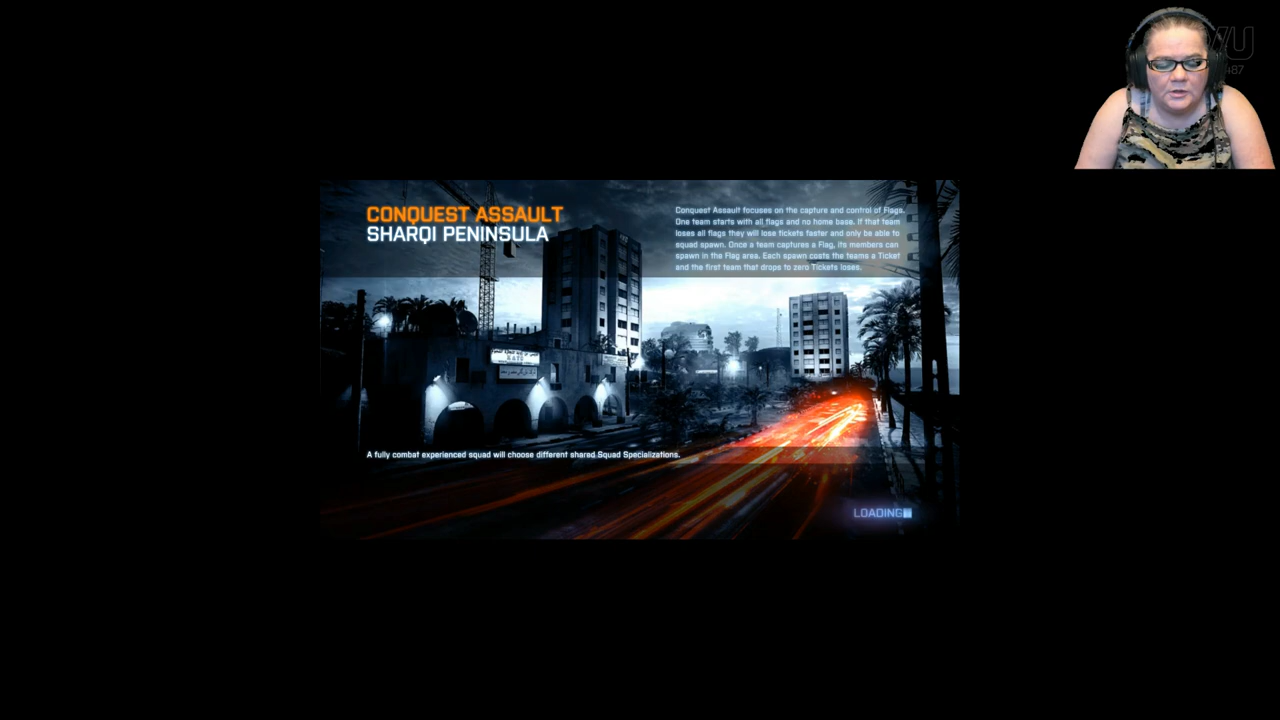 CONQUEST ASSAULT
SHARQI PENINSULA
Conquest Assault focuses on the capture and control of Flags.
One team starts with all flags and no home base. If that team
loses all flags they will lose tickets faster and only be able to
squad spawn. Once a team captures a Flag, its members can
spawn in the Flag area. Each spawn costs the teams a Ticket
and the first team that drops to zero Tickets loses.
A fully combat experienced squad will choose different shared Squad Specializations.
LOADING